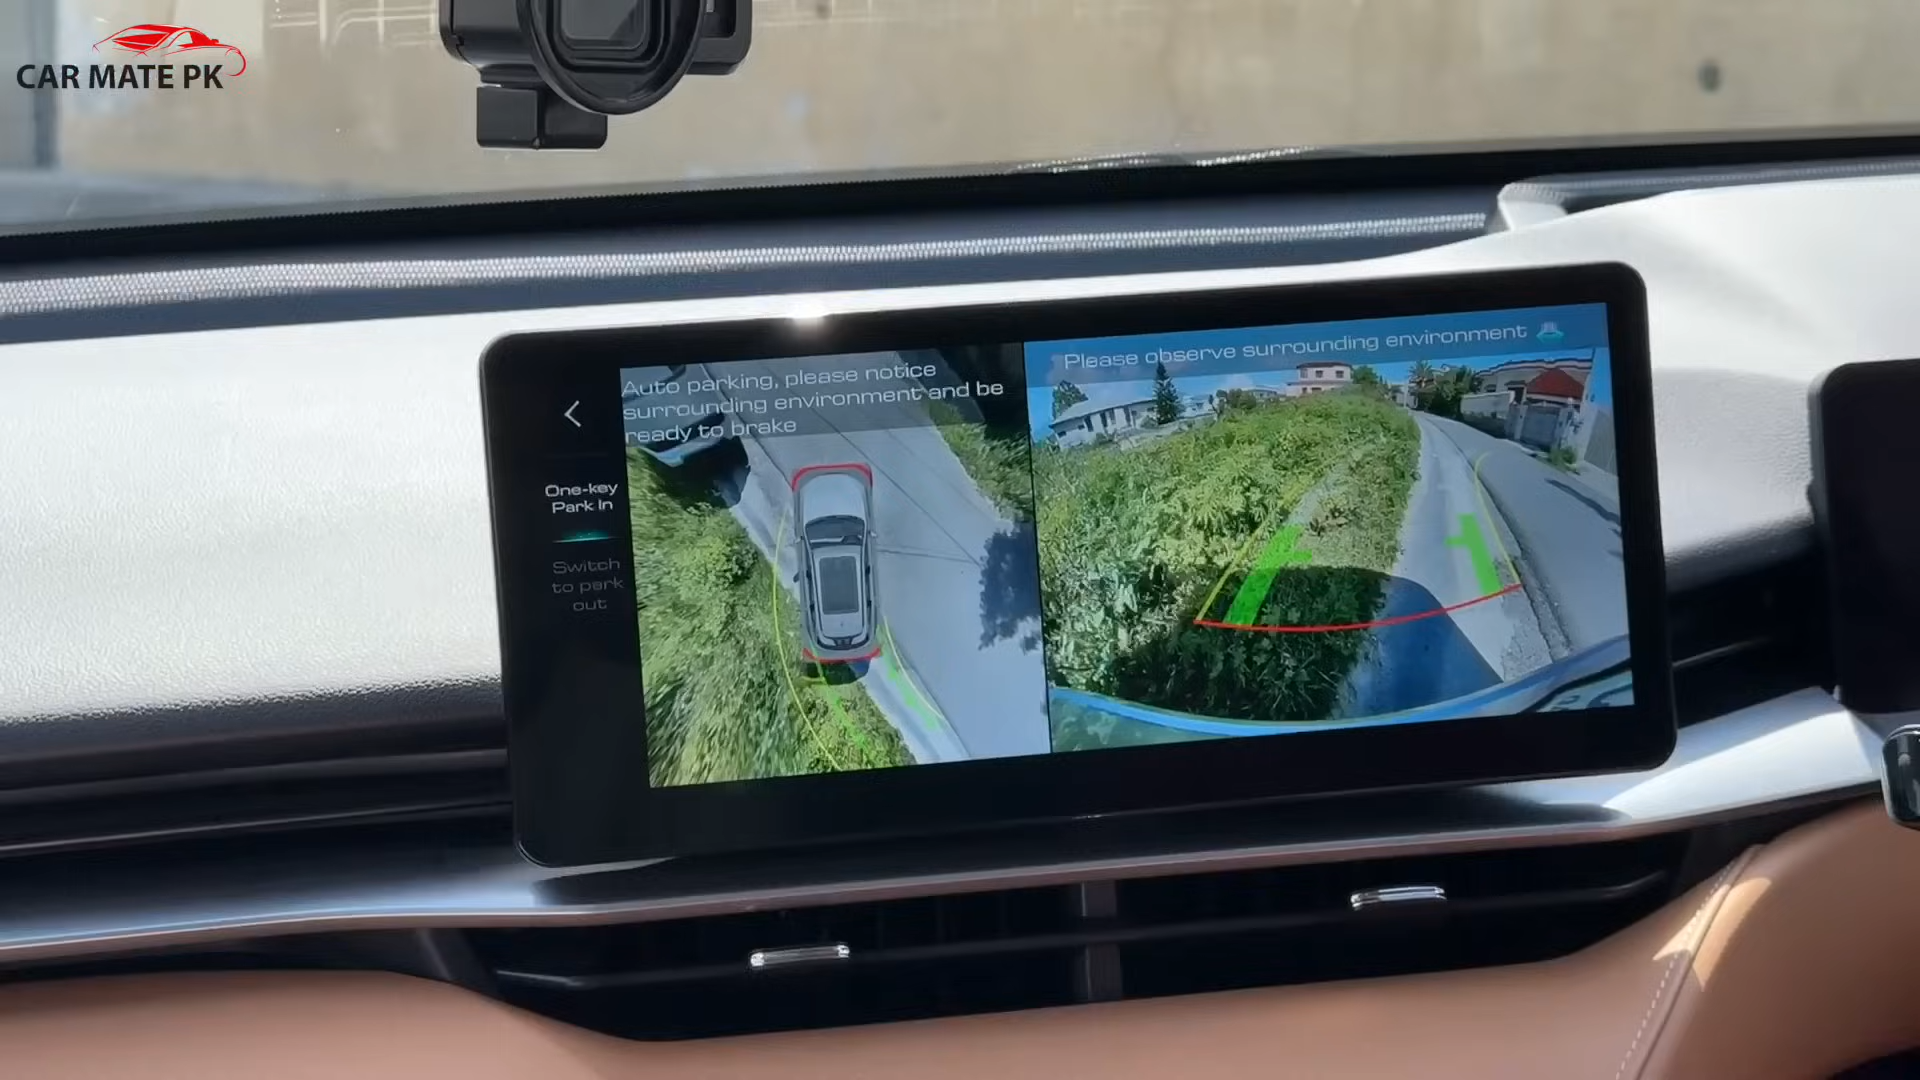 CAR MATE PK
Auto parking, please notice
surrounding environment and be
ready to brake
Please observe surrounding environment
One-key
Park In
Switch
to park
out